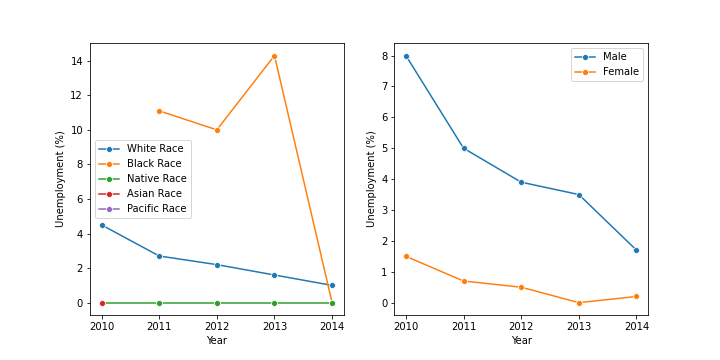 14
12
10
8
6
4
2
0
Unemployment (%)
White Race
Black Race
Native Race
Asian Race
Pacific Race
2010 2011 2012 2013 2014
Year
8
7
6
5
4
3
2
1
0
Unemployment (%)
Male
Female
2010 2011 2012 2013 2014
Year